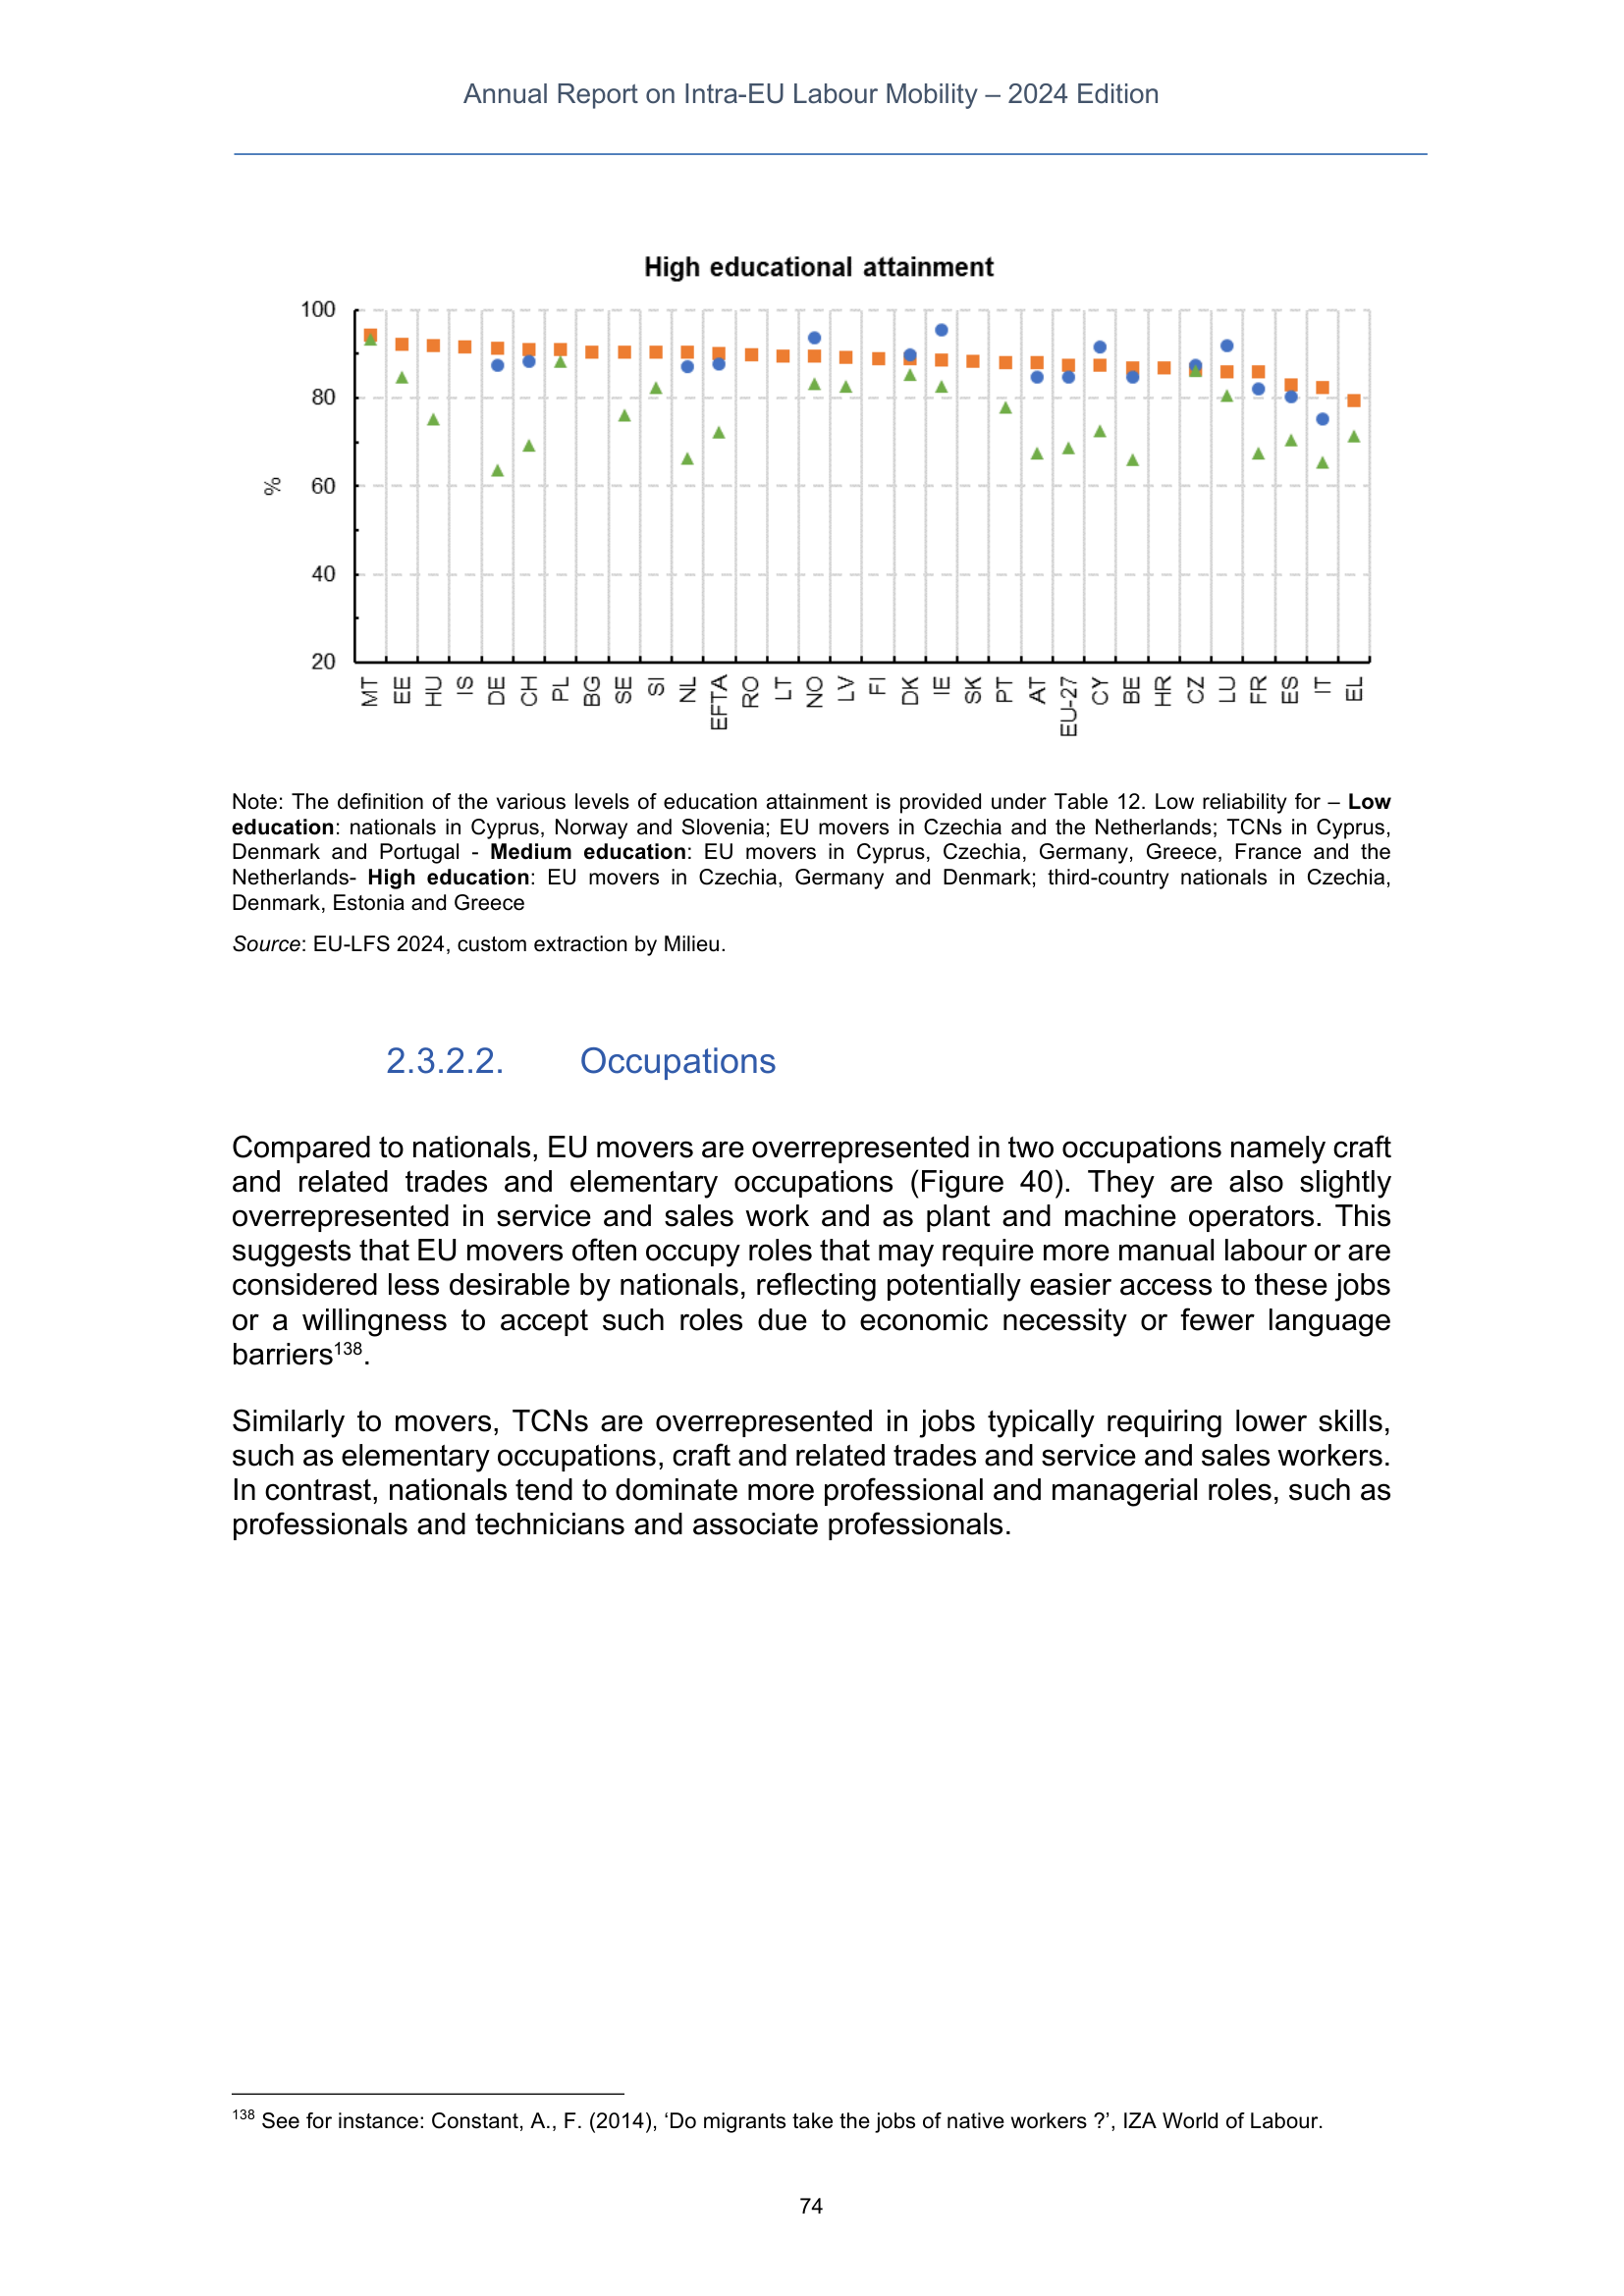 Annual Report on Intra-EU Labour Mobility – 2024 Edition
High educational attainment
100
80
60
40
20
%
MT EE HU IS DE CH PL BG SE SI NL EFTA RO LT NO LV FI DK IE SK PT AT EU-27 CY BE HR CZ LU FR ES IT EL
Note: The definition of the various levels of education attainment is provided under Table 12. Low reliability for – Low
education: nationals in Cyprus, Norway and Slovenia; EU movers in Czechia and the Netherlands; TCNs in Cyprus,
Denmark and Portugal - Medium education: EU movers in Cyprus, Czechia, Germany, Greece, France and the
Netherlands- High education: EU movers in Czechia, Germany and Denmark; third-country nationals in Czechia,
Denmark, Estonia and Greece
Source: EU-LFS 2024, custom extraction by Milieu.
2.3.2.2. Occupations
Compared to nationals, EU movers are overrepresented in two occupations namely craft
and related trades and elementary occupations (Figure 40). They are also slightly
overrepresented in service and sales work and as plant and machine operators. This
suggests that EU movers often occupy roles that may require more manual labour or are
considered less desirable by nationals, reflecting potentially easier access to these jobs
or a willingness to accept such roles due to economic necessity or fewer language
barriers138.
Similarly to movers, TCNs are overrepresented in jobs typically requiring lower skills,
such as elementary occupations, craft and related trades and service and sales workers.
In contrast, nationals tend to dominate more professional and managerial roles, such as
professionals and technicians and associate professionals.
138 See for instance: Constant, A., F. (2014), ‘Do migrants take the jobs of native workers ?’, IZA World of Labour.
74